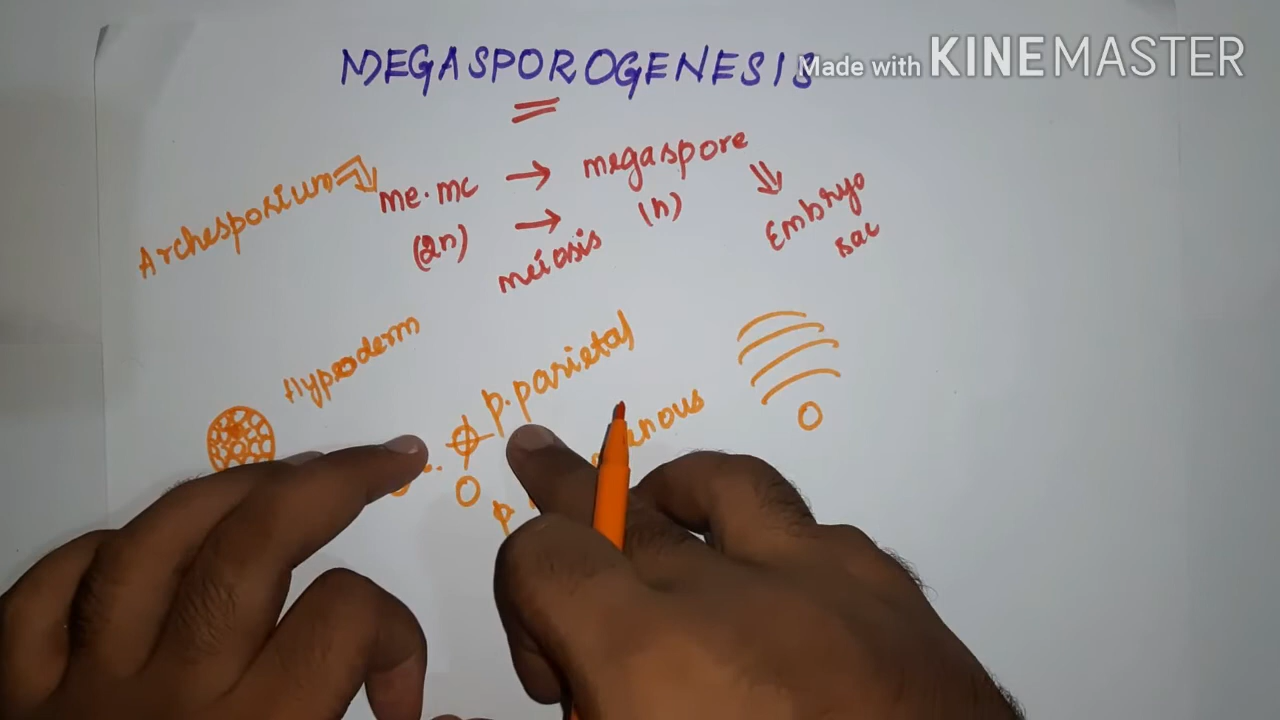 MEGASPOROGENESIS
Made with KINEMASTER
Archesporium
me.mc → megaspore
(2n) → (n)
meiosis
Embryo
sac
Hypoderm
p.parietal